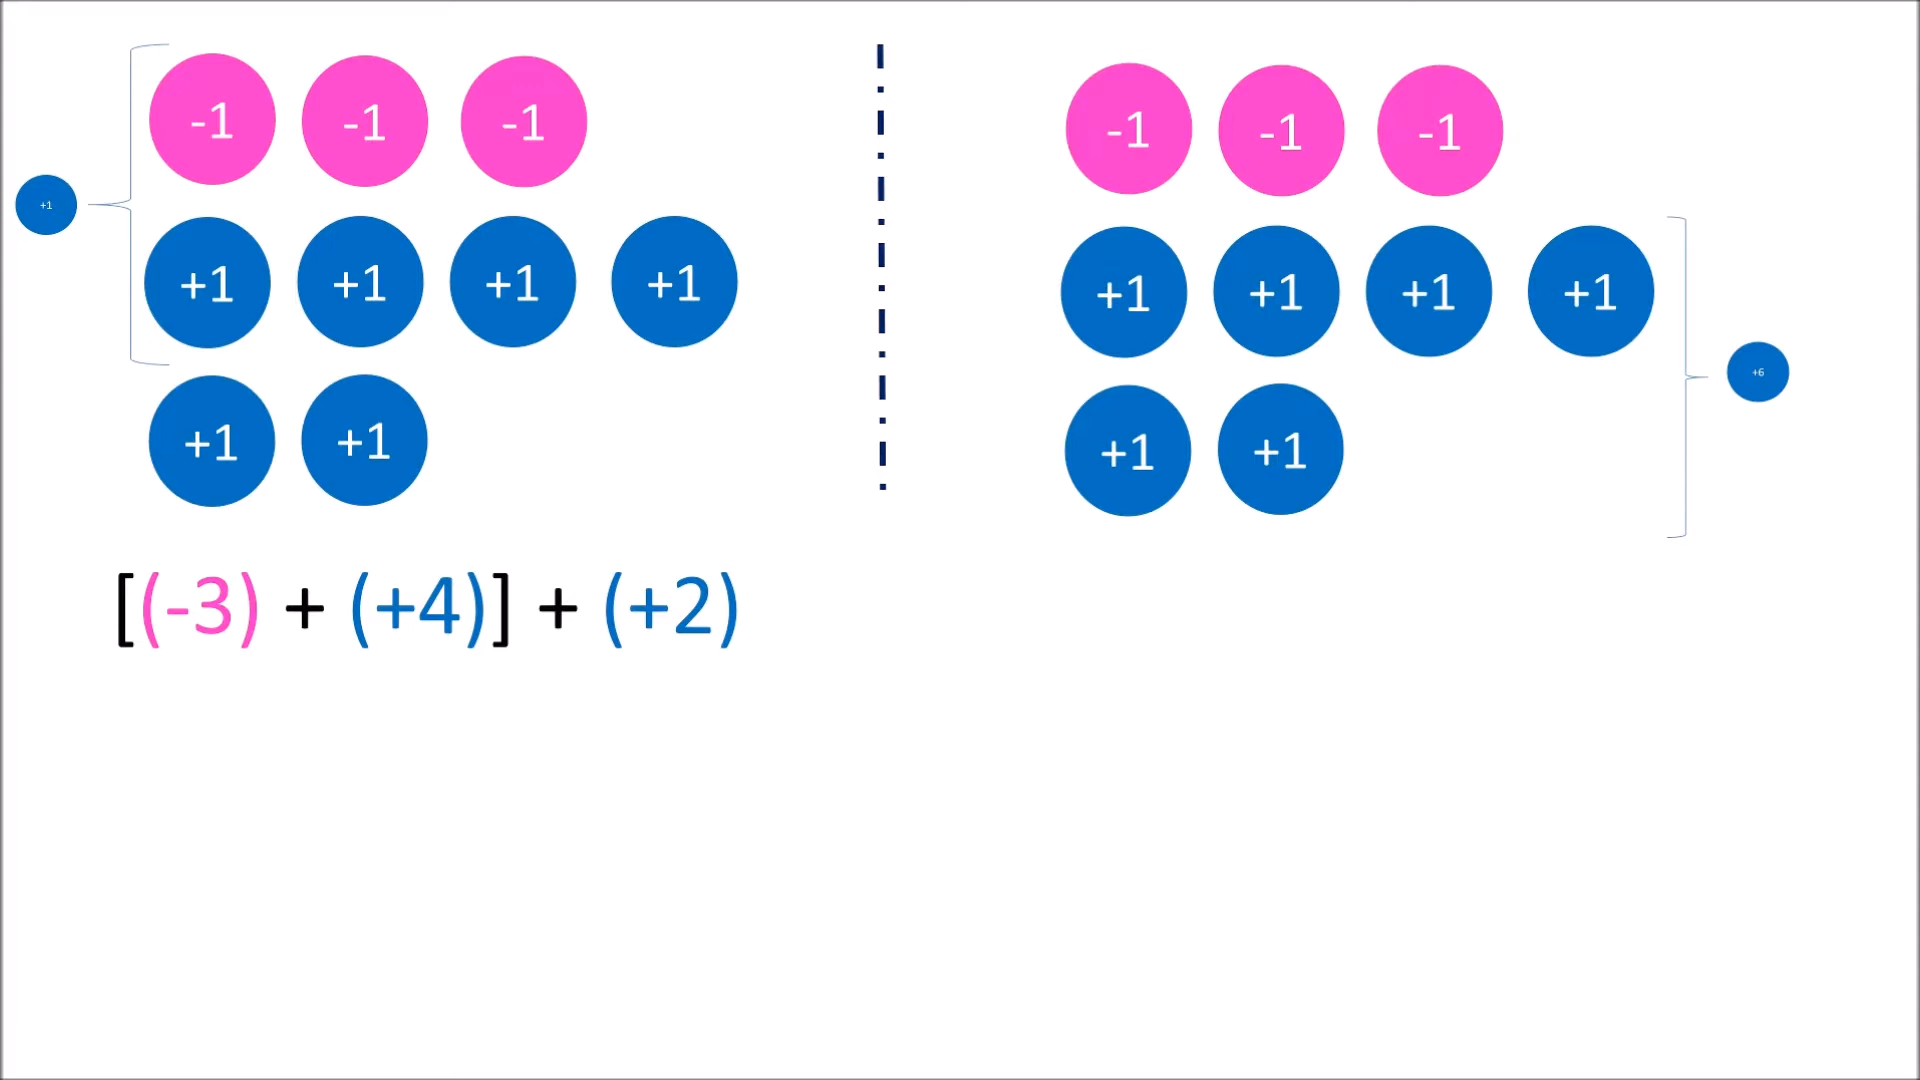 -1 -1 -1
+1
+1 +1 +1 +1
+1 +1
-1 -1 -1
+1 +1 +1 +1
+6
+1 +1
[(-3) + (+4)] + (+2)